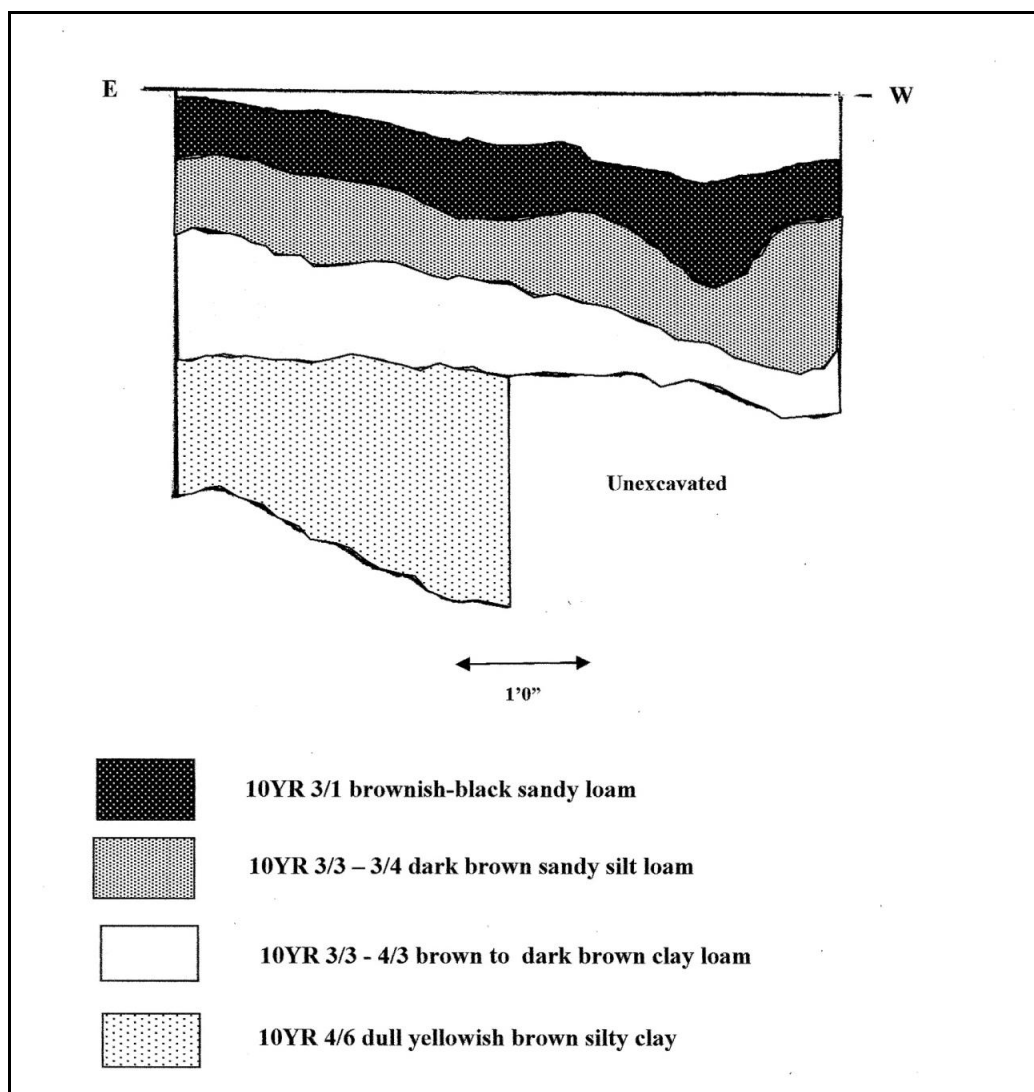 E
W
Unexcavated
1’0”
10YR 3/1 brownish-black sandy loam
10YR 3/3 – 3/4 dark brown sandy silt loam
10YR 3/3 - 4/3 brown to dark brown clay loam
10YR 4/6 dull yellowish brown silty clay